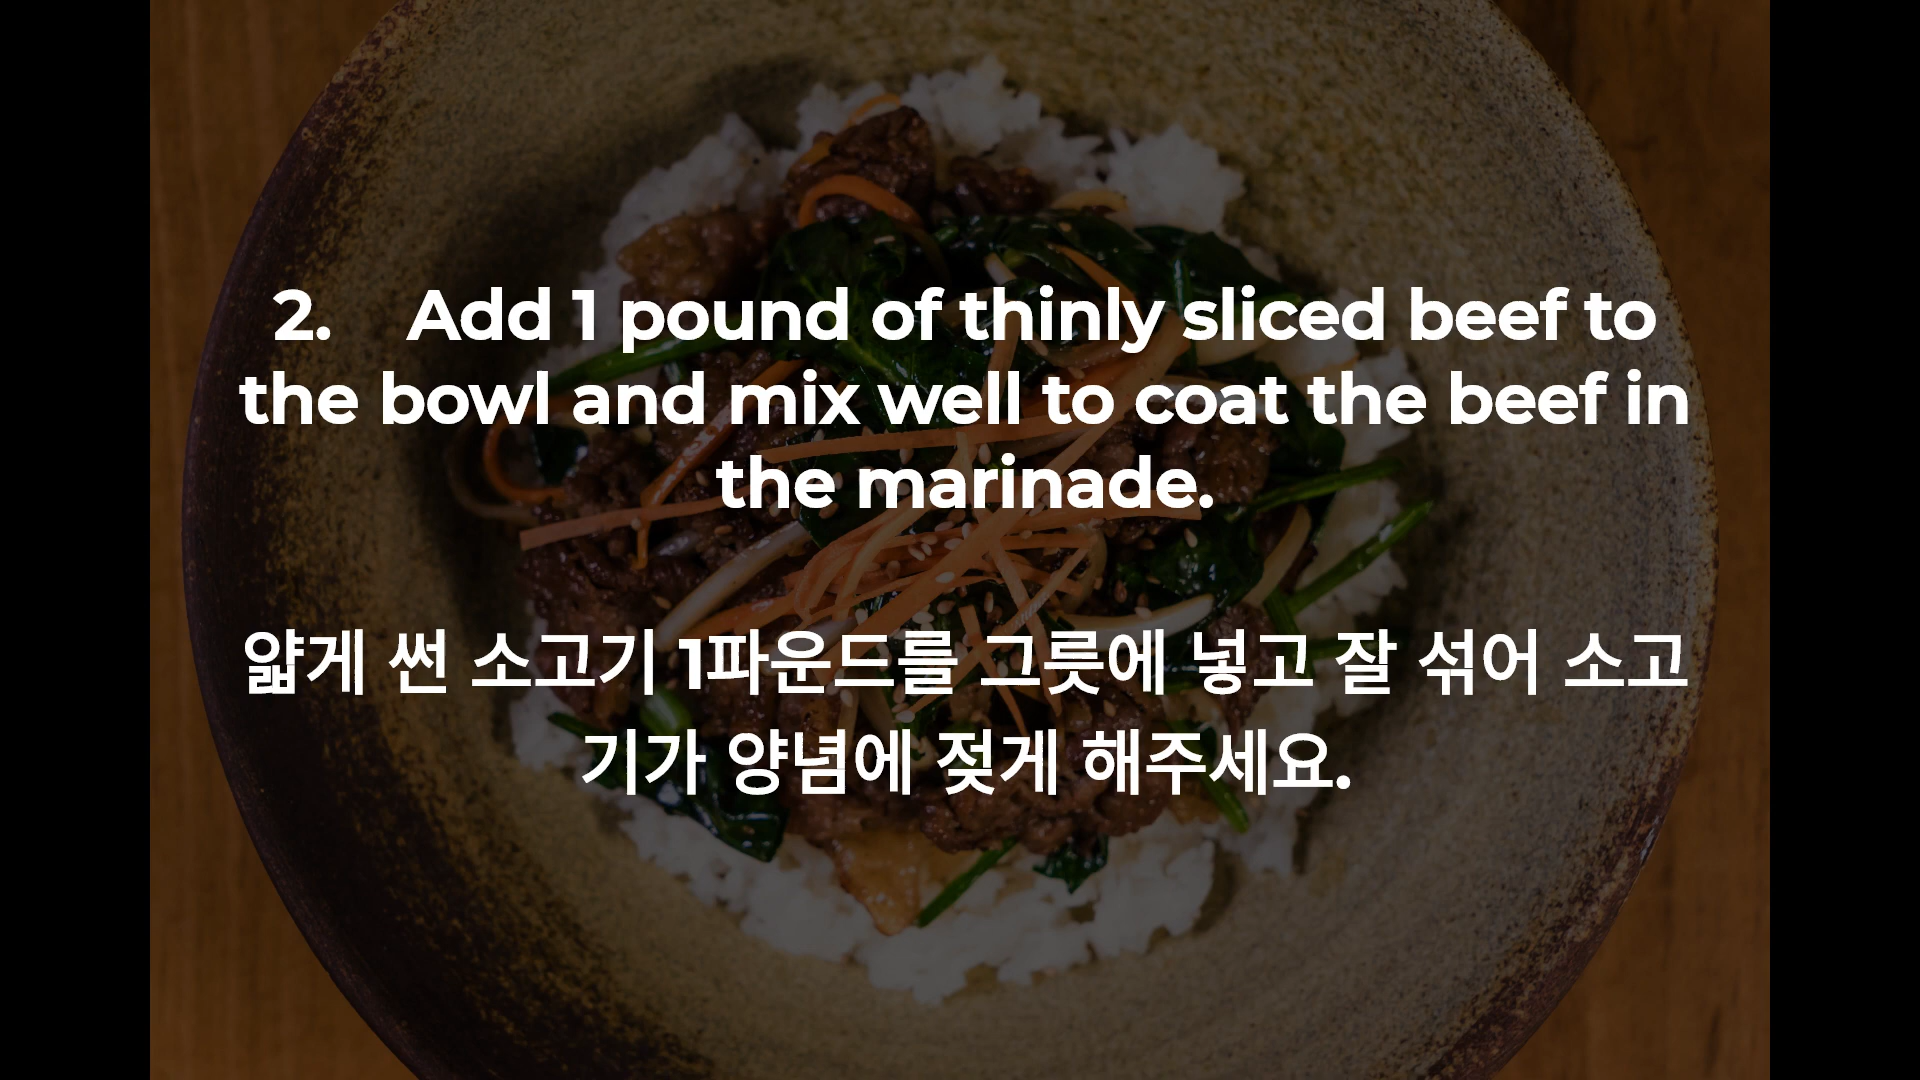 2. Add 1 pound of thinly sliced beef to
the bowl and mix well to coat the beef in
the marinade.
얇게 썬 소고기 1파운드를 그릇에 넣고 잘 섞어 소고
기가 양념에 젖게 해주세요.